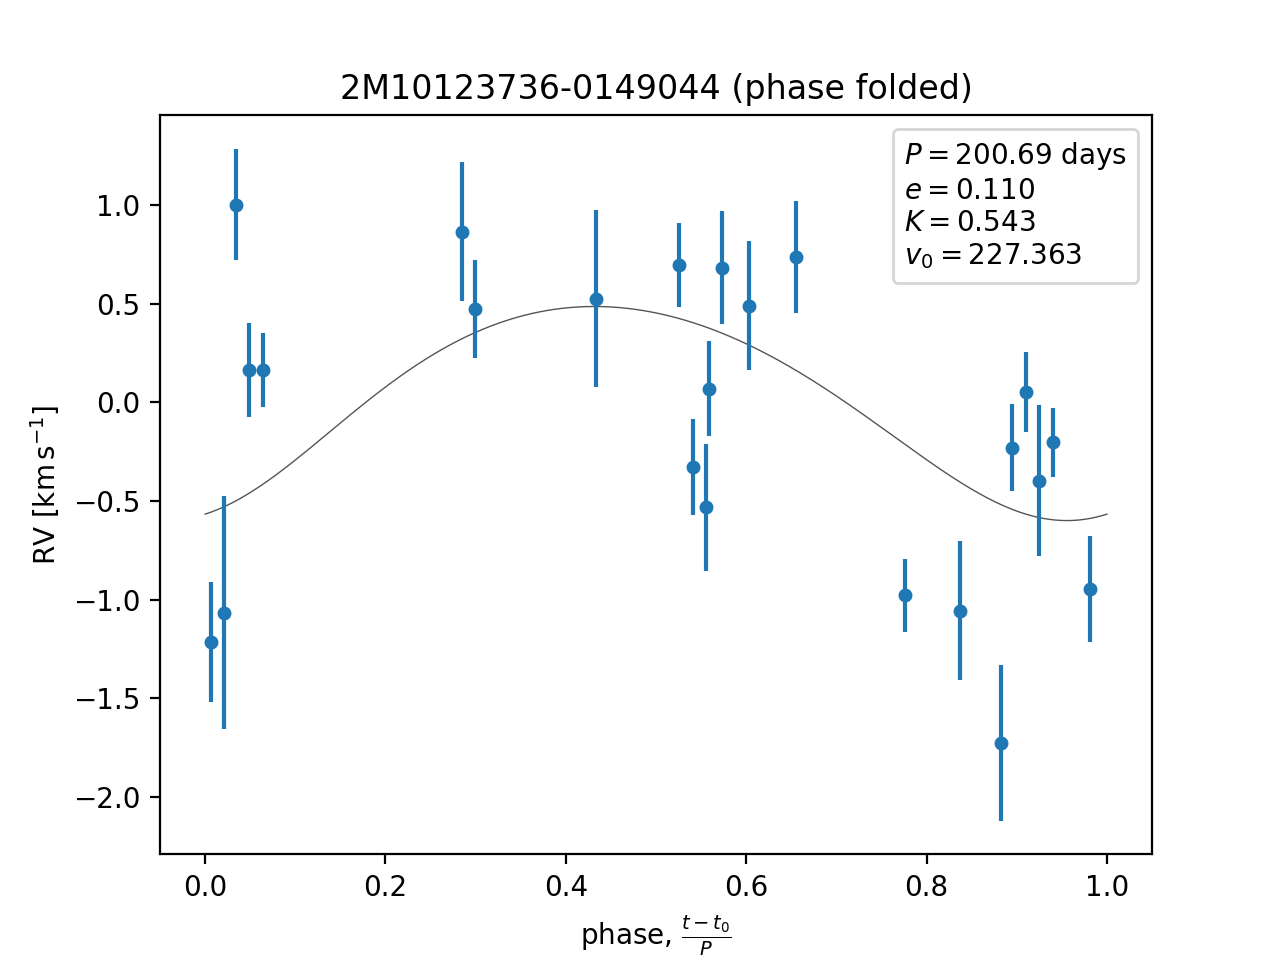 2M10123736-0149044 (phase folded)
P = 200.69 days
e = 0.110
K = 0.543
v₀ = 227.363
1.0
0.5
0.0
−0.5
−1.0
−1.5
−2.0
RV [km s⁻¹]
0.0 0.2 0.4 0.6 0.8 1.0
phase, (t − t₀)/P